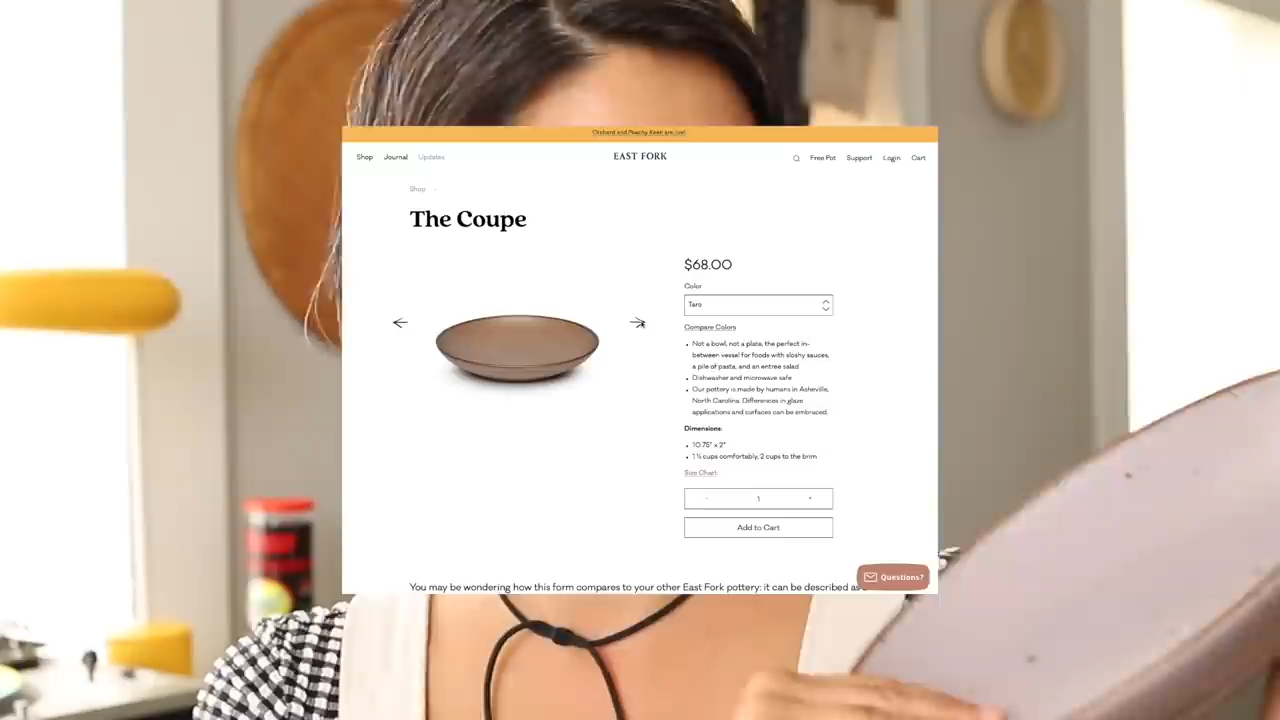 Orchard and Peachy Keen are live!
Shop Journal Updates
EAST FORK
Free Pot Support Login Cart
Shop
The Coupe
$68.00
Color
Taro
Compare Colors
Not a bowl, not a plate, the perfect in-
between vessel for foods with sloshy sauces,
a pile of pasta, and an entree salad
Dishwasher and microwave safe
Our pottery is made by humans in Asheville,
North Carolina. Differences in glaze
applications and surfaces can be embraced.
Dimensions:
10.75" x 2"
1 ½ cups comfortably, 2 cups to the brim
Size Chart
- 1 +
Add to Cart
Questions?
You may be wondering how this form compares to your other East Fork pottery: it can be described as